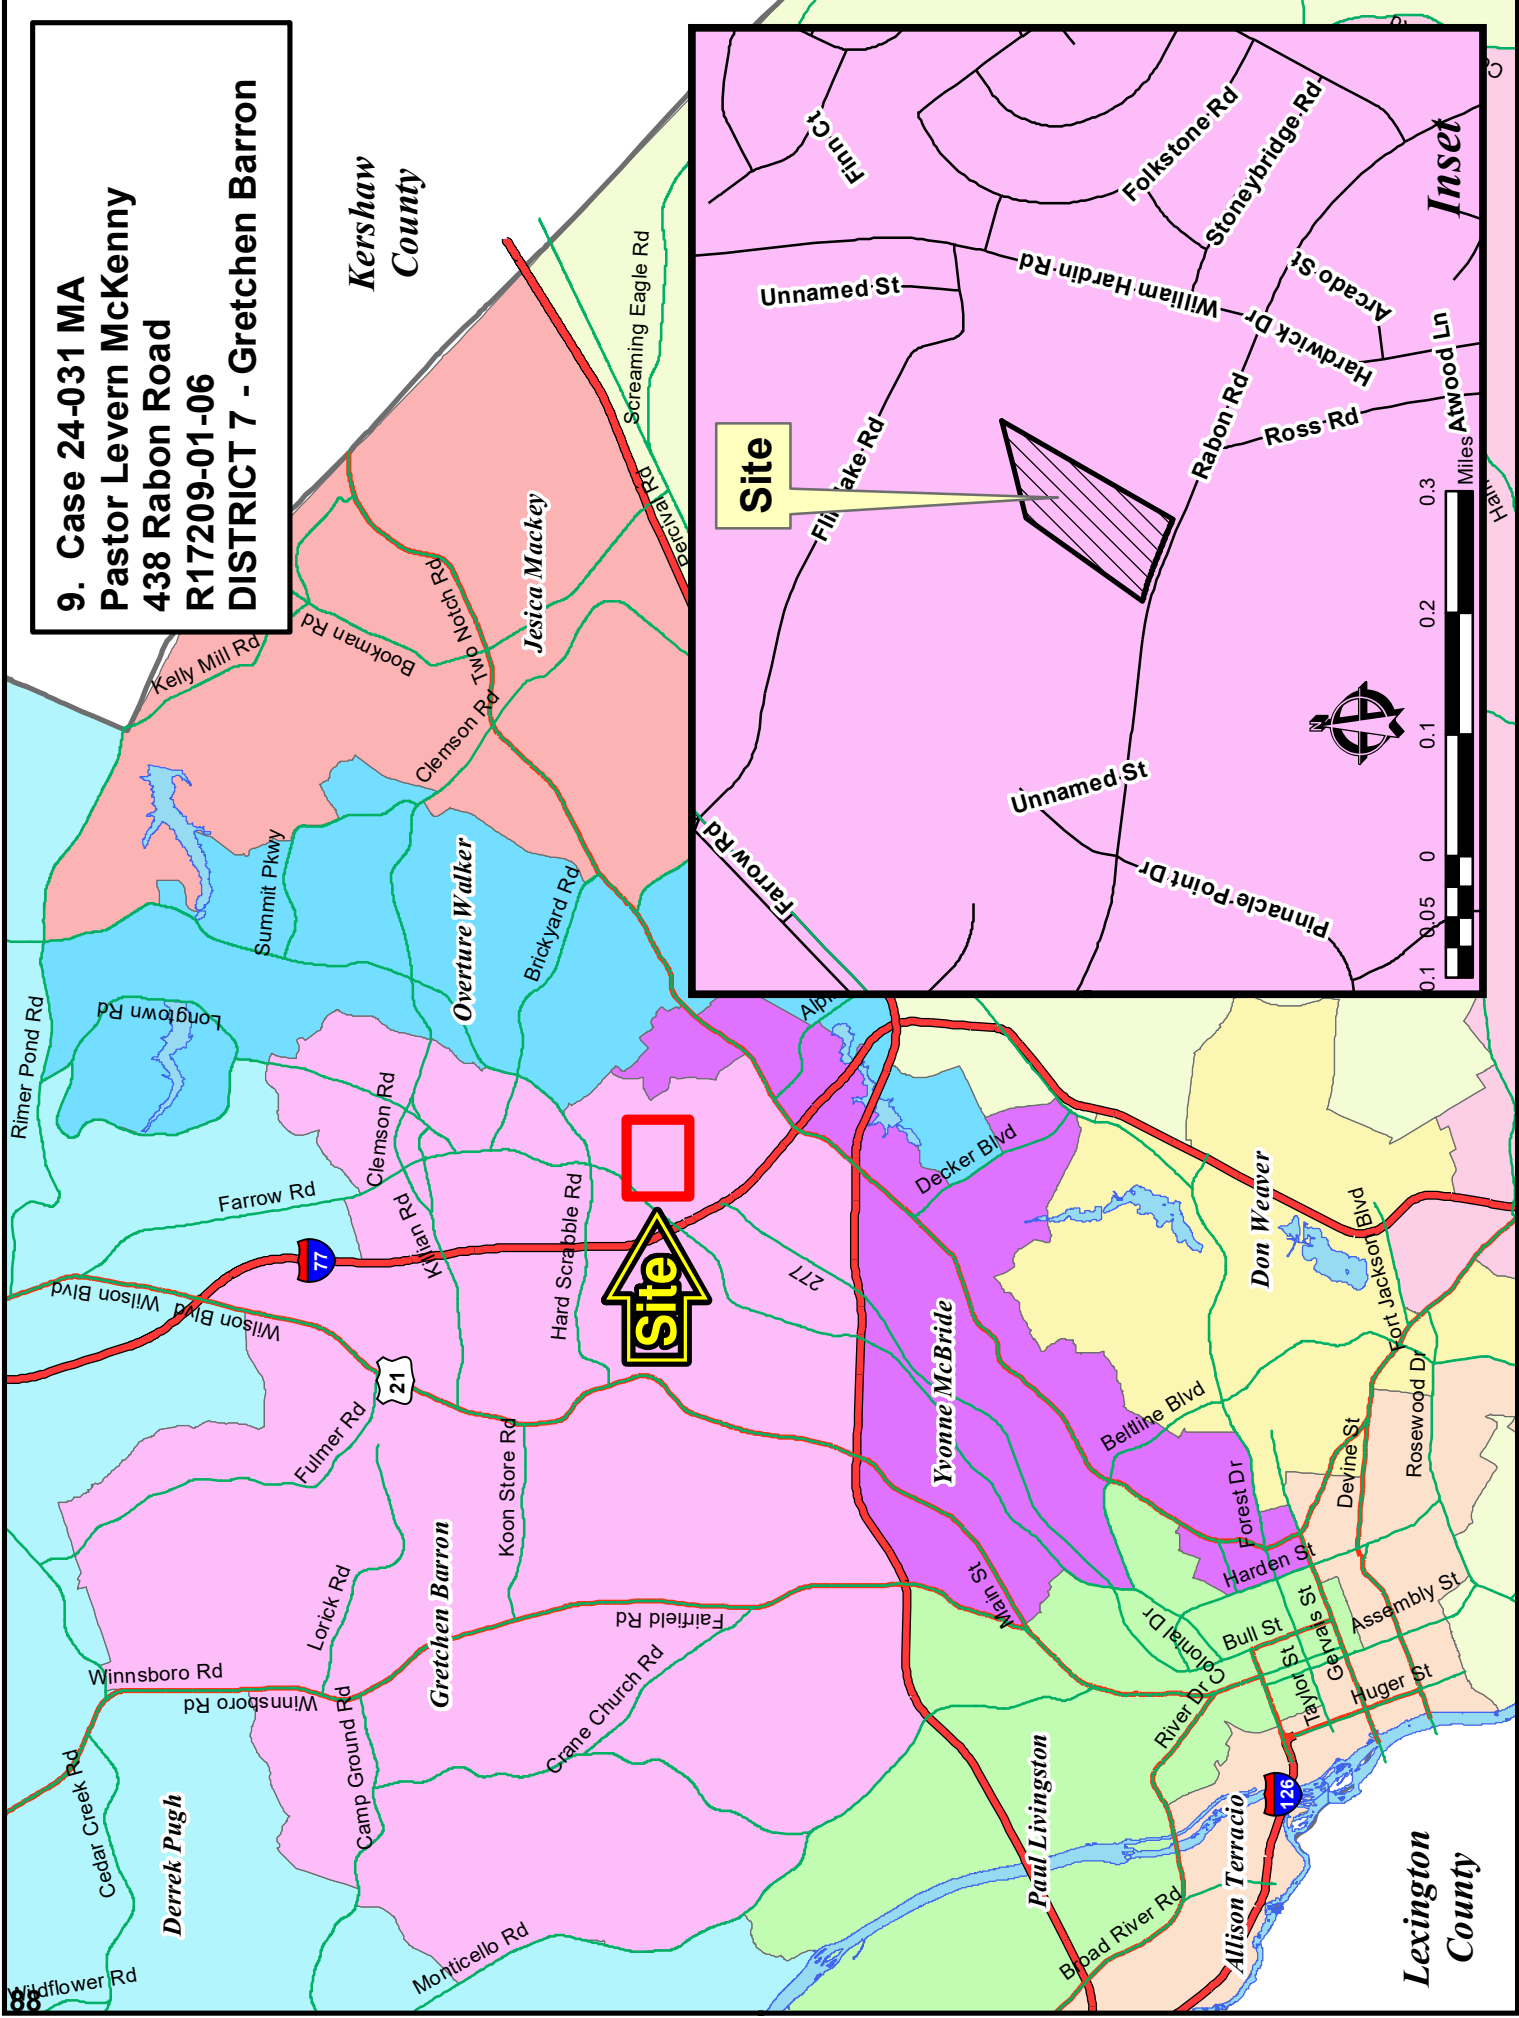 9. Case 24-031 MA
Pastor Levern McKenny
438 Rabon Road
R17209-01-06
DISTRICT 7 - Gretchen Barron
Kershaw
County
Kelly Mill Rd
Bookman Rd
Two Notch Rd
Clemson Rd
Jesica Mackey
Screaming Eagle Rd
Percival Rd
Summit Pkwy
Overture Walker
Brickyard Rd
Rimer Pond Rd
Longtown Rd
Clemson Rd
Farrow Rd
Killian Rd
Hard Scrabble Rd
77
Wilson Blvd
Wilson Blvd
21
Fulmer Rd
Koon Store Rd
Site
277
Decker Blvd
Yvonne McBride
Don Weaver
Fort Jackson Blvd
Beltline Blvd
Forest Dr
Devine St
Rosewood Dr
Harden St
Gervais St
Assembly St
Bull St
Taylor St
Huger St
Colonial Dr
River Dr
Main St
Fairfield Rd
Lorick Rd
Gretchen Barron
Winnsboro Rd
Winnsboro Rd
Camp Ground Rd
Crane Church Rd
Cedar Creek Rd
Derrek Pugh
Monticello Rd
Wildflower Rd
88
Paul Livingston
Broad River Rd
Allison Terracio
126
Lexington
County
Site
Finn Ct
Folkstone Rd
Stoneybridge Rd
Unnamed St
William Hardin Rd
Arcado St
Hardwick Dr
Rabon Rd
Ross Rd
Atwood Ln
Unnamed St
Pinnacle Point Dr
Farrow Rd
Inset
N
0.1 0.05 0 0.1 0.2 0.3
Miles